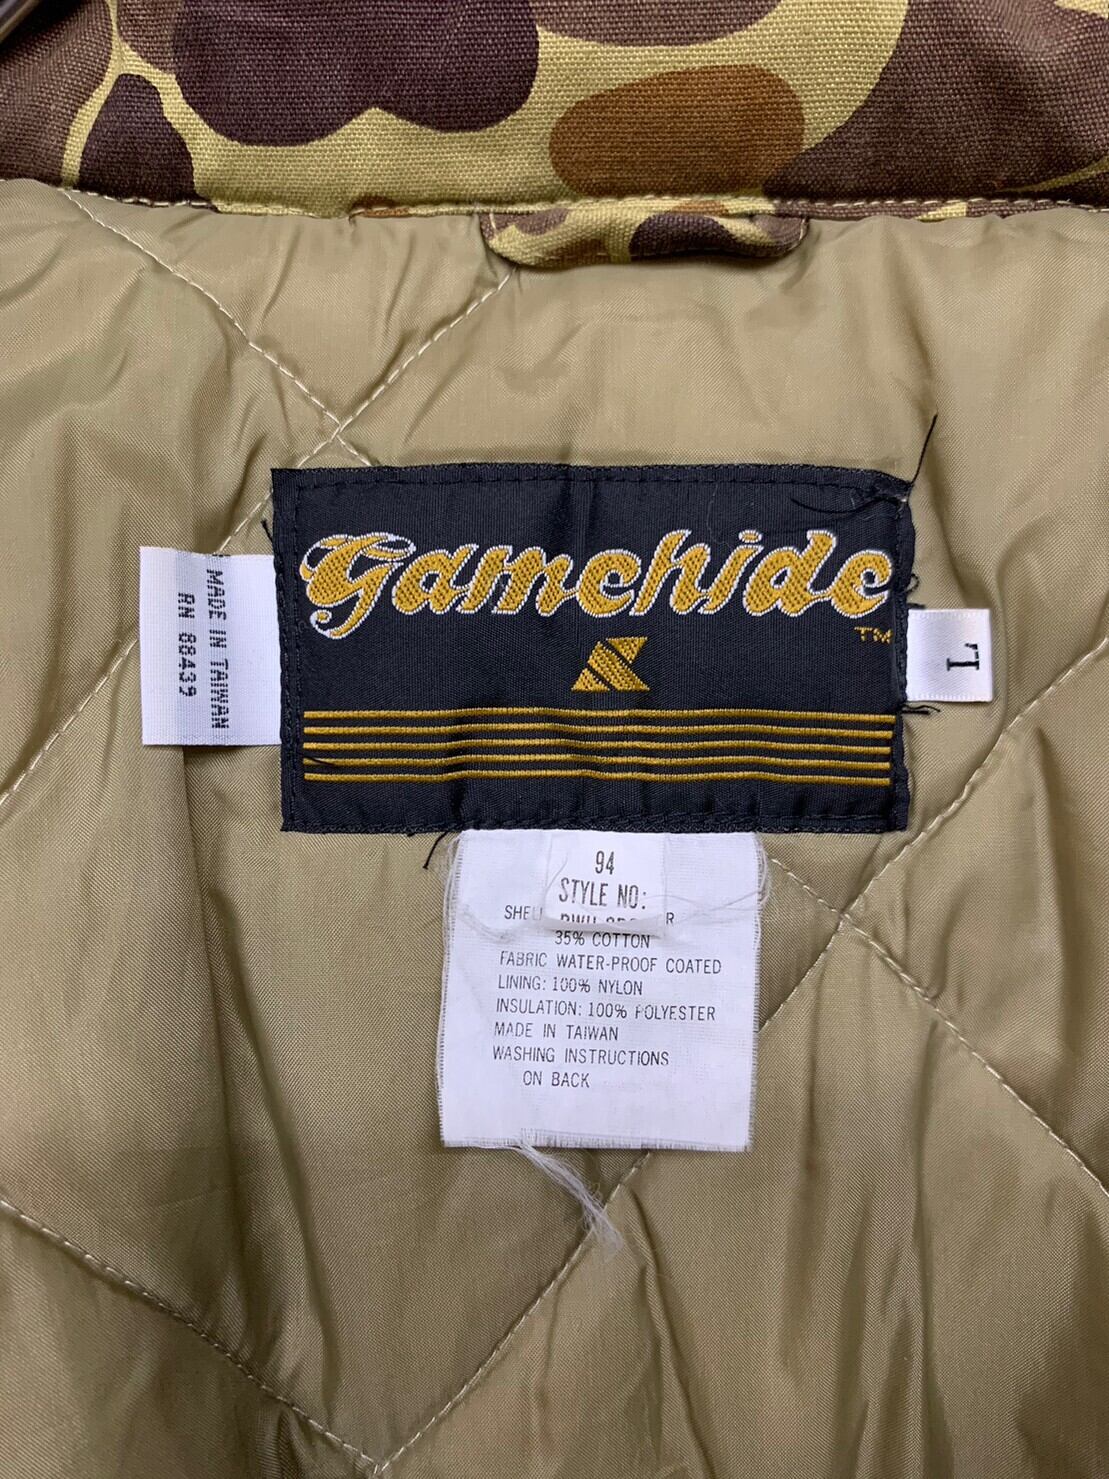 Gamehide
TM
MADE IN TAIWAN
RN 88439
L
94
STYLE NO:
35% COTTON
FABRIC WATER-PROOF COATED
LINING: 100% NYLON
INSULATION: 100% POLYESTER
MADE IN TAIWAN
WASHING INSTRUCTIONS
ON BACK